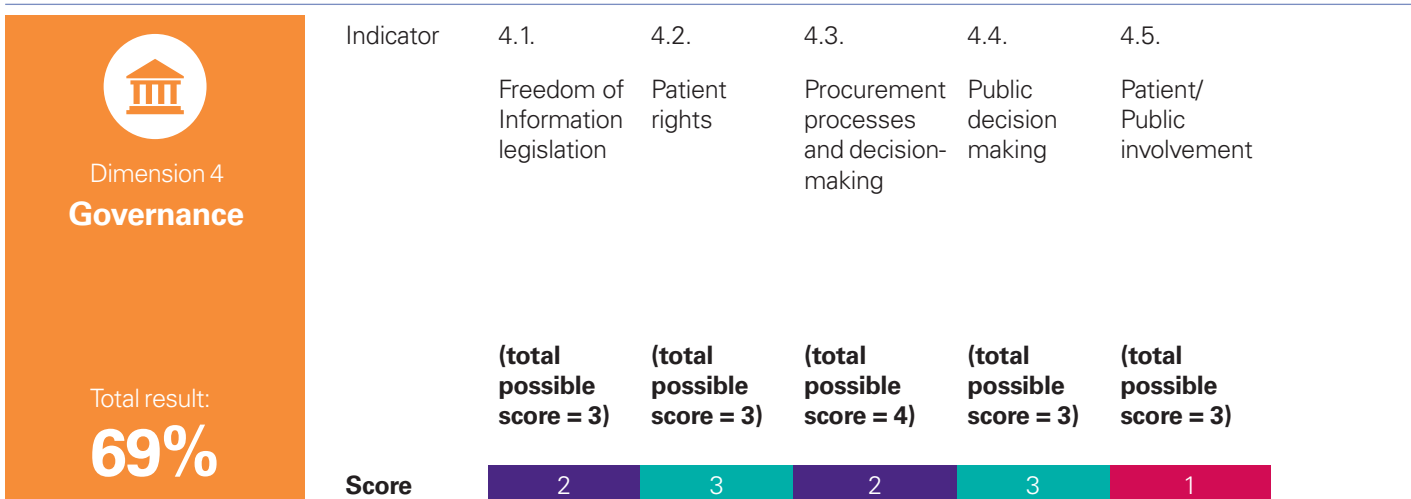 Dimension 4
Governance
Total result:
69%
Indicator
4.1.
Freedom of
Information
legislation
(total
possible
score = 3)
4.2.
Patient
rights
(total
possible
score = 3)
4.3.
Procurement
processes
and decision-
making
(total
possible
score = 4)
4.4.
Public
decision
making
(total
possible
score = 3)
4.5.
Patient/
Public
involvement
(total
possible
score = 3)
Score
2
3
2
3
1